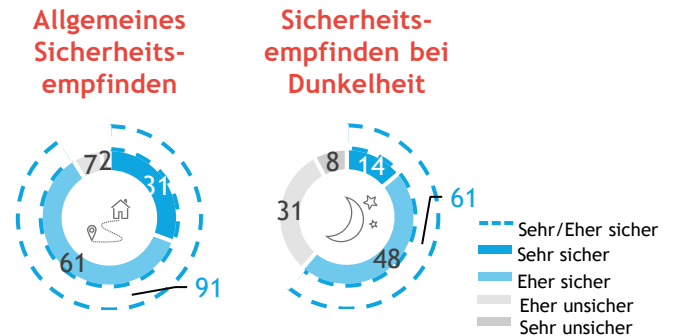 Allgemeines
Sicherheits-
empfinden
Sicherheits-
empfinden bei
Dunkelheit
7
2
31
61
91
8
14
31
48
61
Sehr/Eher sicher
Sehr sicher
Eher sicher
Eher unsicher
Sehr unsicher